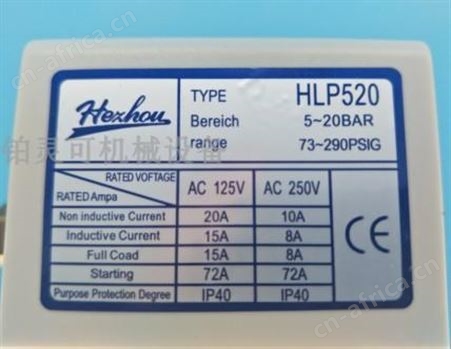 Hezhou
TYPE HLP520
Bereich 5~20BAR
range 73~290PSIG
RATED VOFTAGE AC 125V AC 250V
RATED Ampa
Non inductive Current 20A 10A
Inductive Current 15A 8A
Full Coad 15A 8A
Starting 72A 72A
Purpose Protection Degree IP40 IP40
CE
铂灵可机械设备
cn-africa.cn
cn-africa.cn